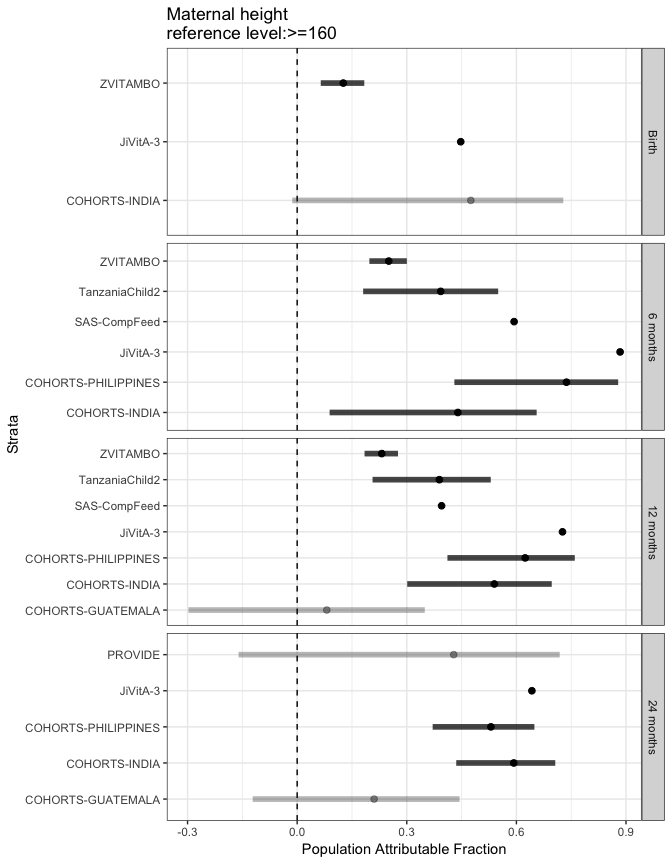 Maternal height
reference level:>=160
Strata
ZVITAMBO
JiVitA-3
COHORTS-INDIA
Birth
ZVITAMBO
TanzaniaChild2
SAS-CompFeed
JiVitA-3
COHORTS-PHILIPPINES
COHORTS-INDIA
6 months
ZVITAMBO
TanzaniaChild2
SAS-CompFeed
JiVitA-3
COHORTS-PHILIPPINES
COHORTS-INDIA
COHORTS-GUATEMALA
12 months
PROVIDE
JiVitA-3
COHORTS-PHILIPPINES
COHORTS-INDIA
COHORTS-GUATEMALA
24 months
-0.3 0.0 0.3 0.6 0.9
Population Attributable Fraction